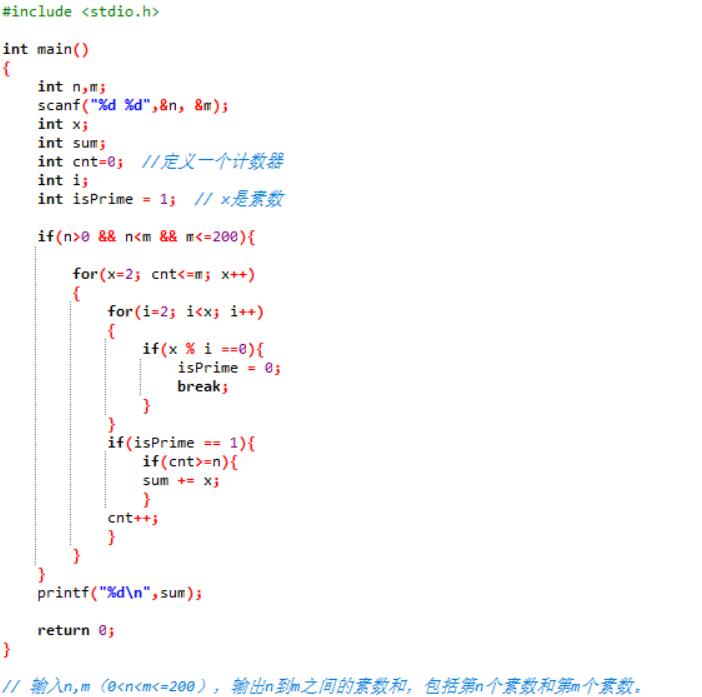 #include <stdio.h>
int main()
{
int n,m;
scanf("%d %d",&n, &m);
int x;
int sum;
int cnt=0; //定义一个计数器
int i;
int isPrime = 1; // x是素数
if(n>0 && n<m && m<=200){
for(x=2; cnt<=m; x++)
{
for(i=2; i<x; i++)
{
if(x % i ==0){
isPrime = 0;
break;
}
}
if(isPrime == 1){
if(cnt>=n){
sum += x;
}
cnt++;
}
}
}
printf("%d\n",sum);
return 0;
}
// 输入n,m（0<n<m<=200），输出n到m之间的素数和，包括第n个素数和第m个素数。